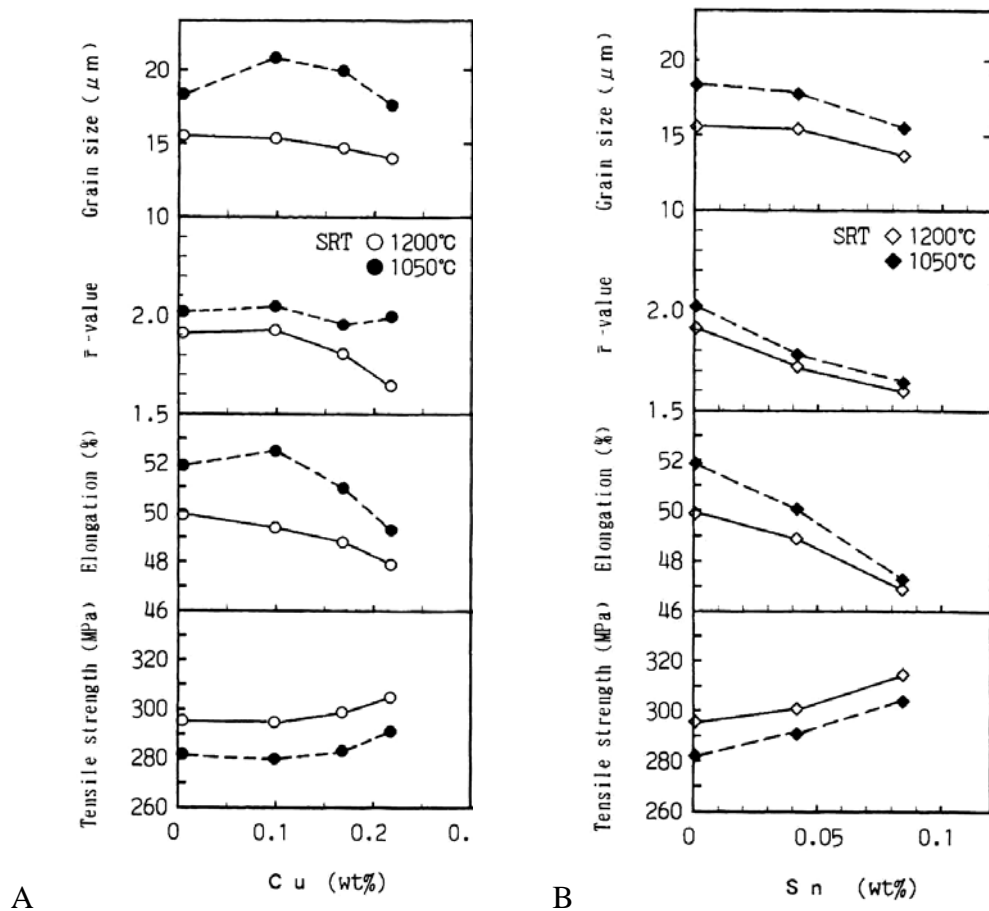 Grain size (μm)
20
15
10
SRT ○ 1200℃
● 1050℃
r̄-value
2.0
1.5
Elongation (%)
52
50
48
46
Tensile strength (MPa)
320
300
280
260
0 0.1 0.2 0.
Cu (wt%)
A
Grain size (μm)
20
15
10
SRT ◇ 1200℃
◆ 1050℃
r̄-value
2.0
1.5
Elongation (%)
52
50
48
46
Tensile strength (MPa)
320
300
280
260
0 0.05 0.1
Sn (wt%)
B